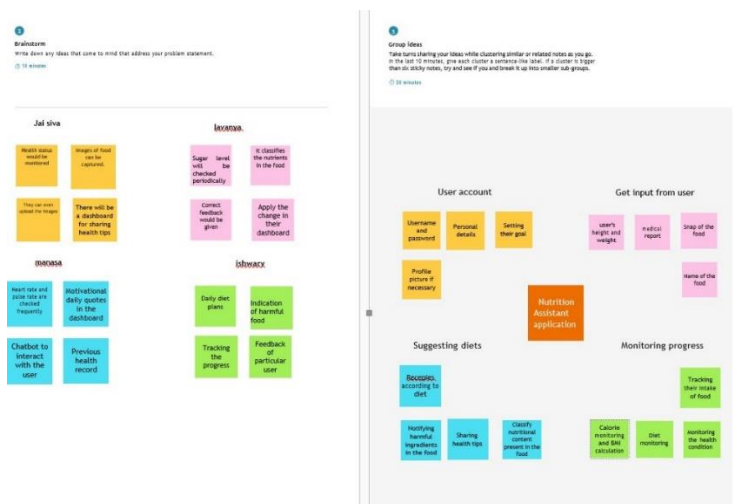 2
Brainstorm
Write down any ideas that come to mind that address your problem statement.
10 minutes
Jai siva
Health status
would be
monitored
Images of food
can be
captured.
They can even
upload the images
There will be
a dashboard
for sharing
health tips
lavanya.
Sugar level
will be
checked
periodically
It classifies
the nutrients
in the food
Correct
feedback
would be
given
Apply the
change in
their
dashboard
manasa
Heart rate and
pulse rate are
checked
frequently
Motivational
daily quotes
in the
dashboard
Chatbot to
interact
with the
user
Previous
health
record
ishwary
Daily diet
plans
Indication
of harmful
food
Tracking
the
progress
Feedback
of
particular
user
3
Group ideas
Take turns sharing your ideas while clustering similar or related notes as you go.
In the last 10 minutes, give each cluster a sentence-like label. If a cluster is bigger
than six sticky notes, try and see if you and break it up into smaller sub-groups.
20 minutes
User account
Username
and
password
Personal
details
Setting
their goal
Profile
picture if
necessary
Get input from user
user's
height and
weight
medical
report
Snap of the
food
Name of the
food
Nutrition
Assistant
application
Suggesting diets
Receipies
according to
diet
Notifying
harmful
ingredients
in the food
Sharing
health tips
Classify
nutritional
content
present in the
food
Monitoring progress
Tracking
their intake
of food
Calorie
monitoring
and BMI
calculation
Diet
monitoring
Monitoring
the health
condition